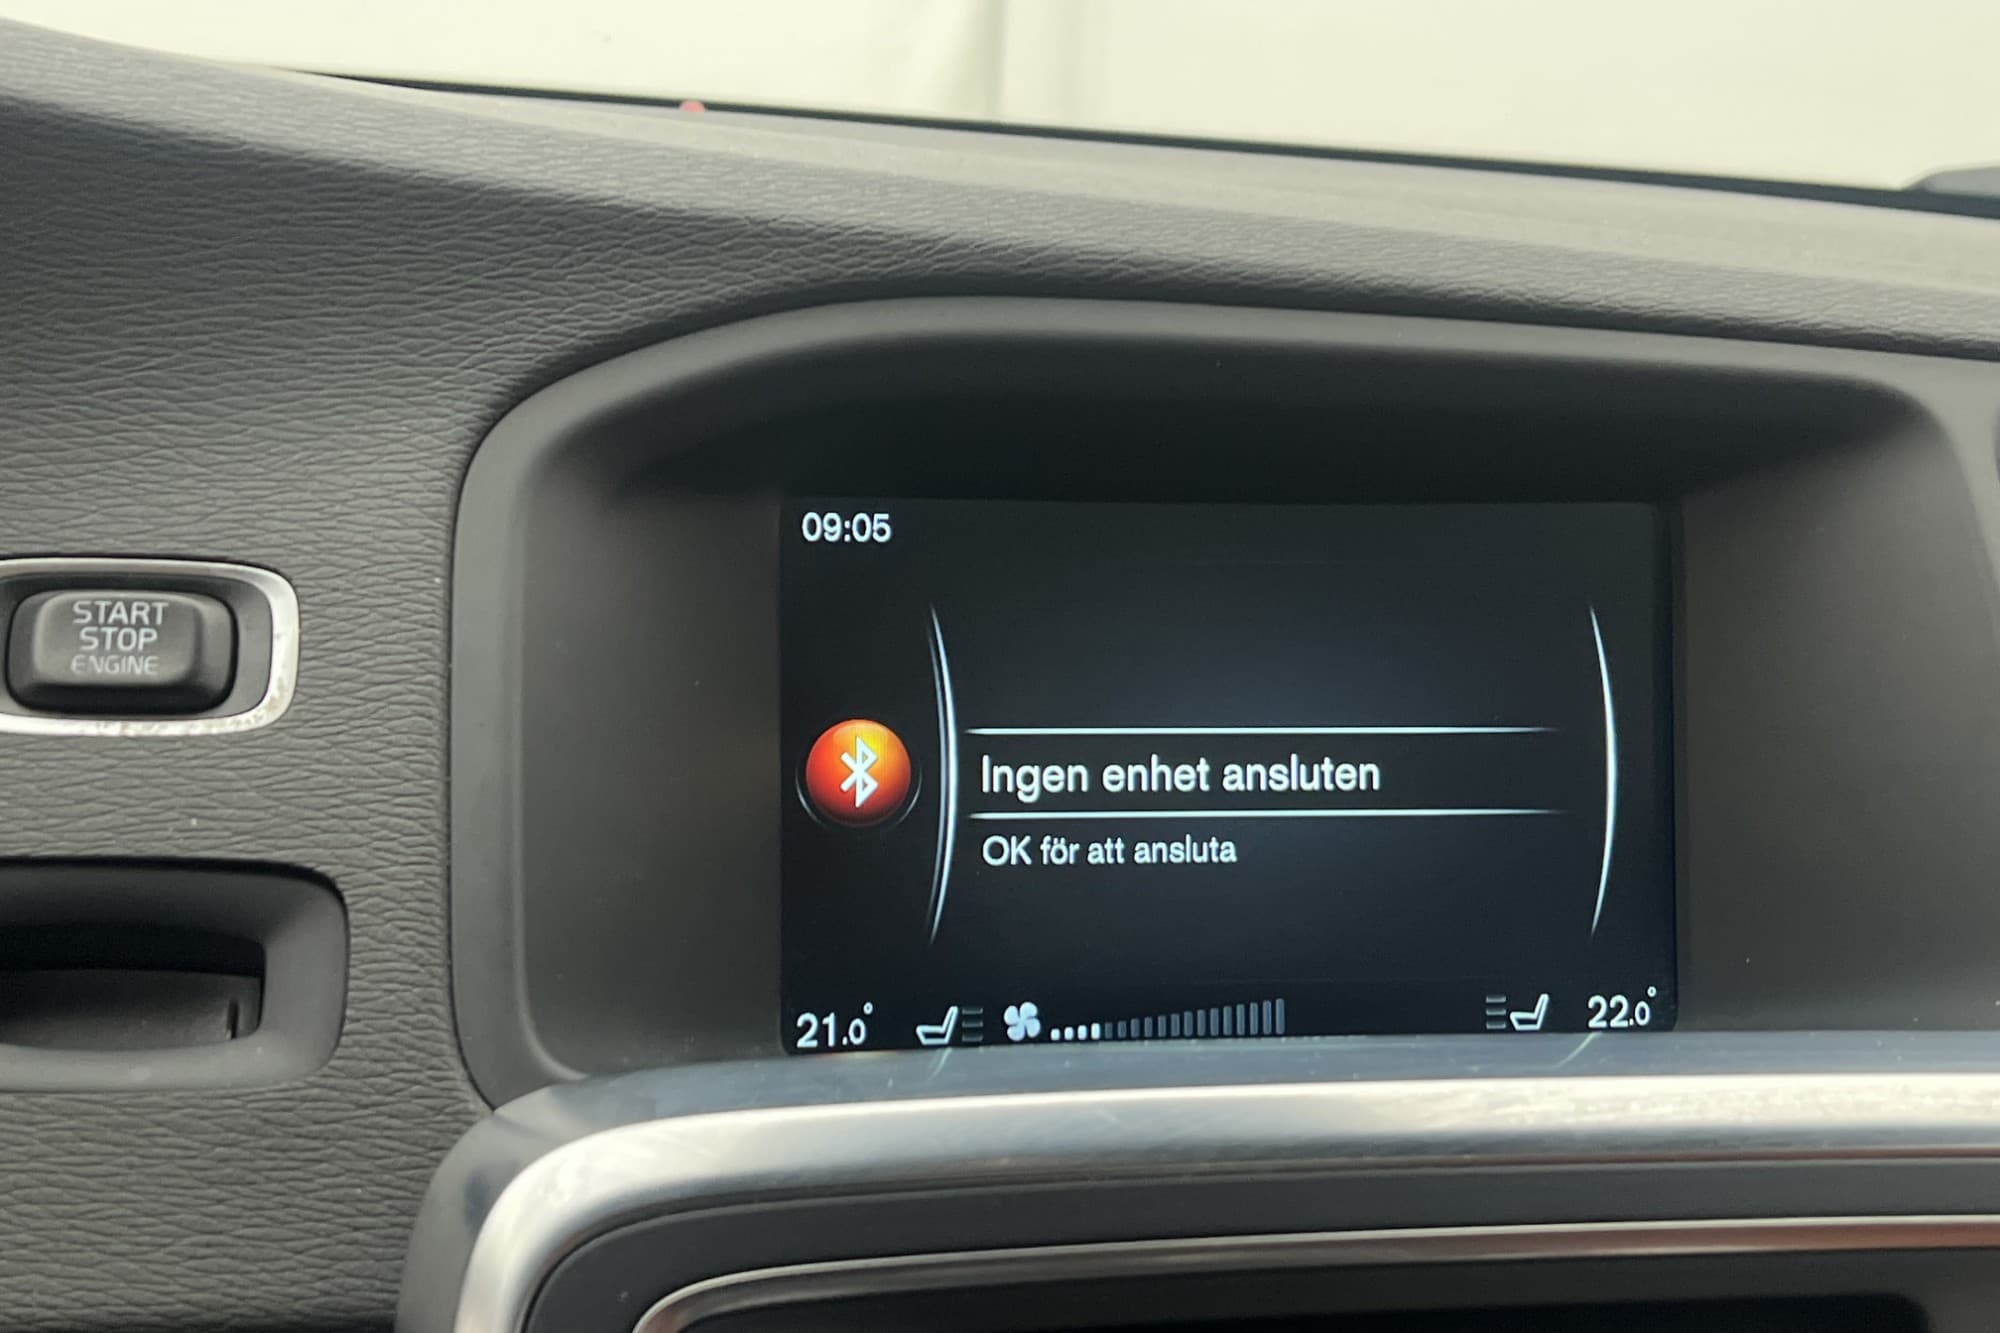 09:05
START
STOP
ENGINE
Ingen enhet ansluten
OK för att ansluta
21.0° 22.0°